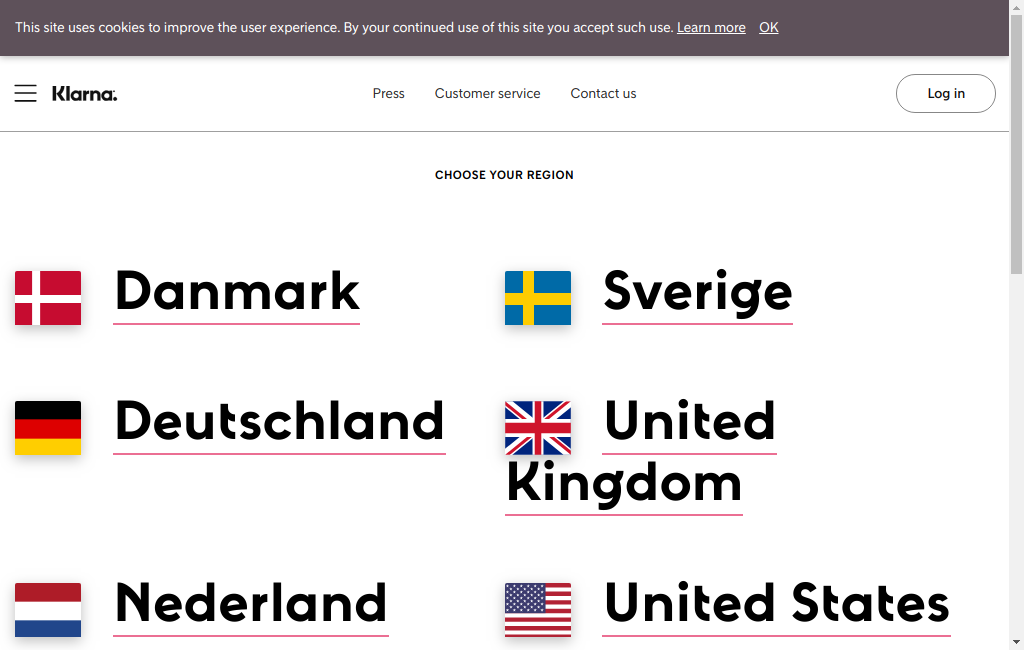 This site uses cookies to improve the user experience. By your continued use of this site you accept such use. Learn more OK
Klarna.
Press
Customer service
Contact us
Log in
CHOOSE YOUR REGION
Danmark
Sverige
Deutschland
United
Kingdom
Nederland
United States